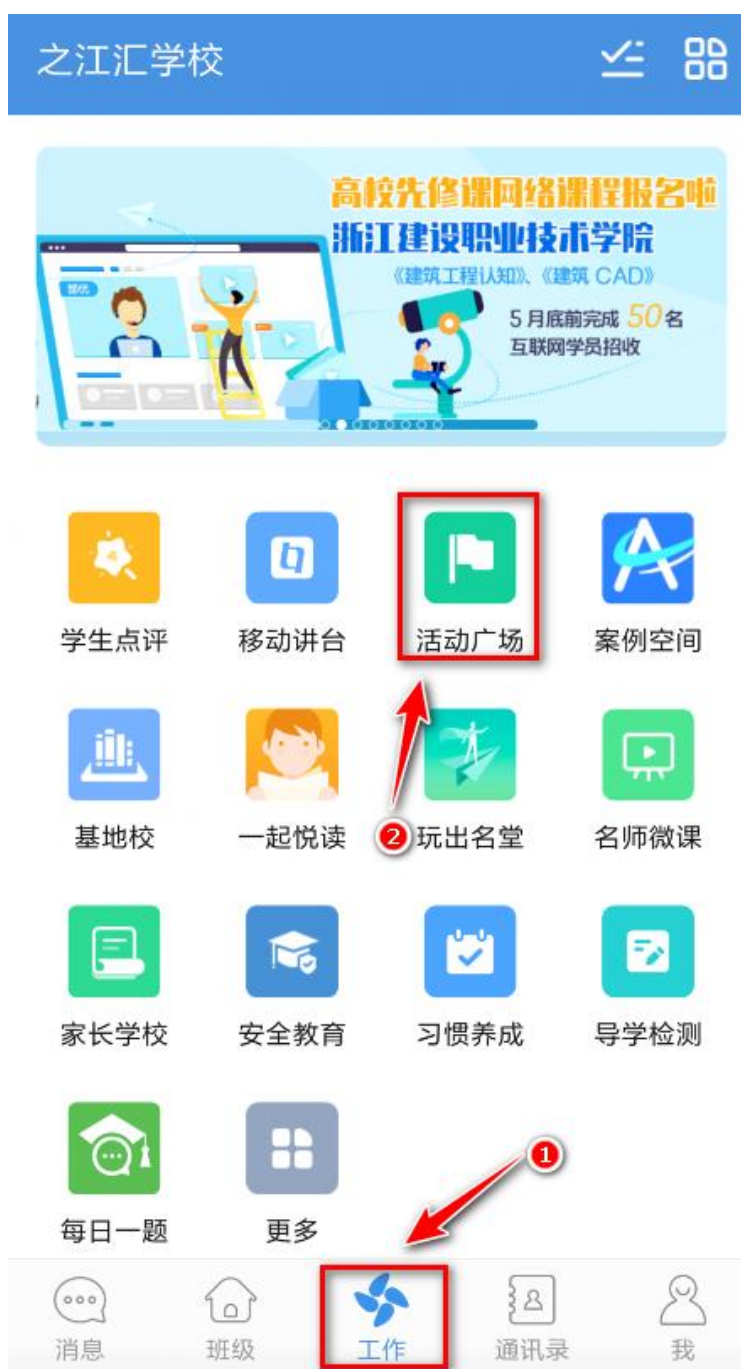 之江汇学校
高校先修课网络课程报名啦
浙江建设职业技术学院
《建筑工程认知》、《建筑 CAD》
5月底前完成 50名
互联网学员招收
学生点评 移动讲台 活动广场 案例空间
基地校 一起悦读 ②玩出名堂 名师微课
家长学校 安全教育 习惯养成 导学检测
①
每日一题 更多
消息 班级 工作 通讯录 我